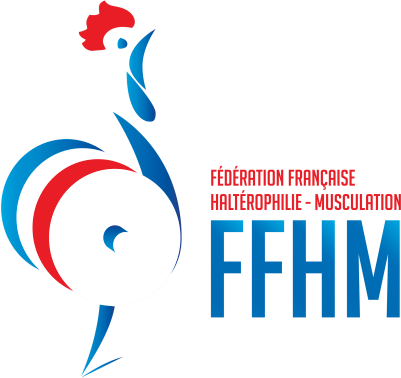 FÉDÉRATION FRANÇAISE
HALTÉROPHILIE - MUSCULATION
FFHM